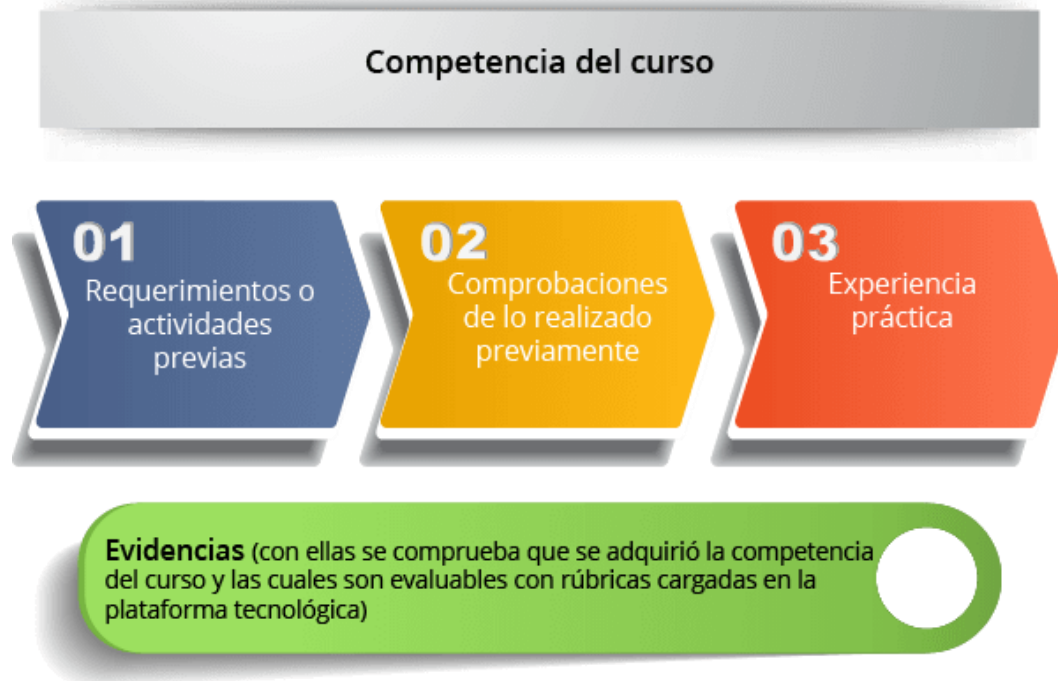 Competencia del curso
01
Requerimientos o
actividades
previas
02
Comprobaciones
de lo realizado
previamente
03
Experiencia
práctica
Evidencias (con ellas se comprueba que se adquirió la competencia
del curso y las cuales son evaluables con rúbricas cargadas en la
plataforma tecnológica)